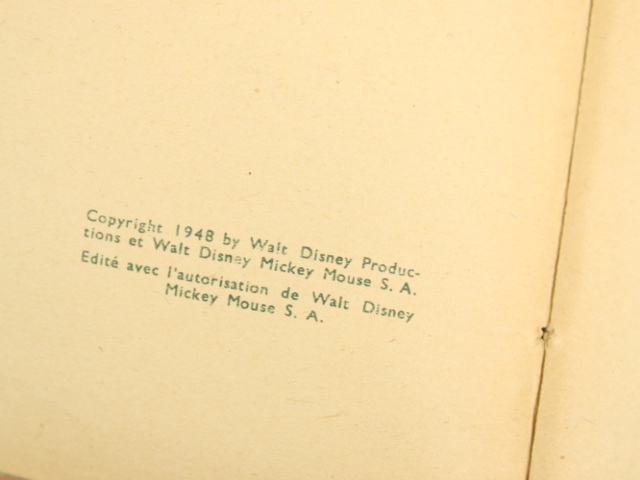 Copyright 1948 by Walt Disney Produc-
tions et Walt Disney Mickey Mouse S. A.
Edité avec l'autorisation de Walt Disney
Mickey Mouse S. A.